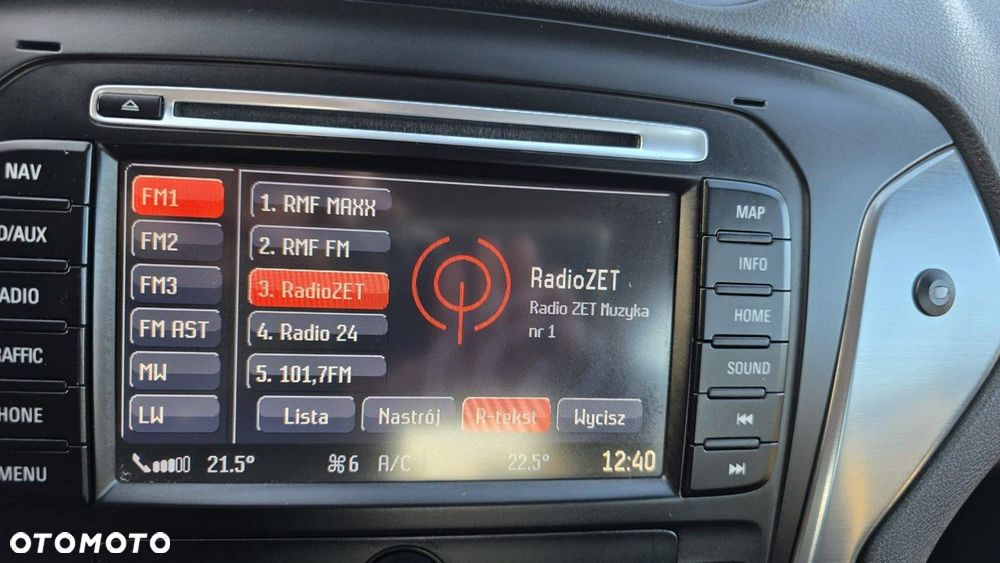 NAV
D/AUX
ADIO
RAFFIC
HONE
MENU
FM1
FM2
FM3
FM AST
MW
LW
1. RMF MAXX
2. RMF FM
3. RadioZET
4. Radio 24
5. 101,7FM
RadioZET
Radio ZET Muzyka
nr 1
Lista
Nastrój
R-tekst
Wycisz
21.5°
6
A/C
22.5°
12:40
MAP
INFO
HOME
SOUND
OTOMOTO